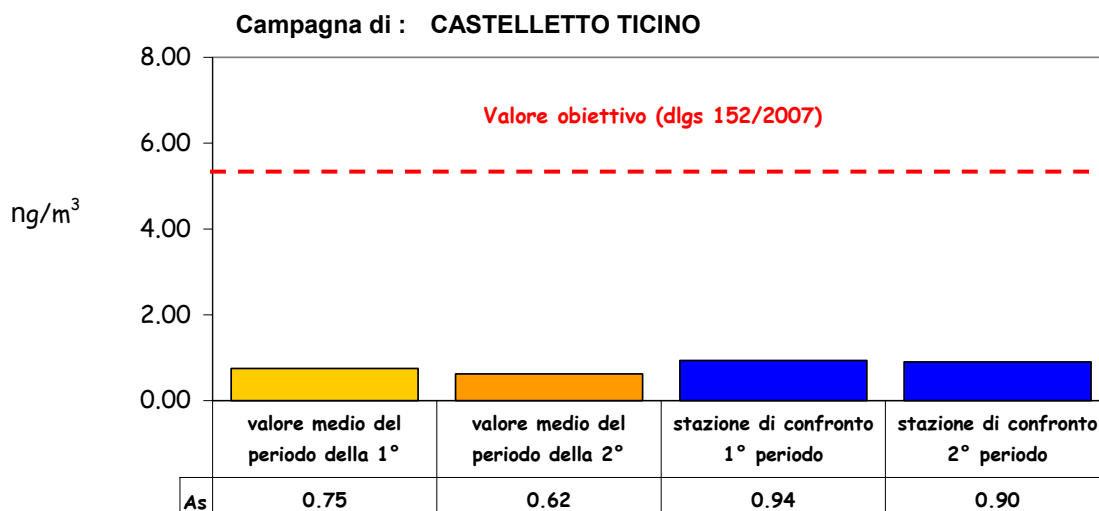 Campagna di : CASTELLETTO TICINO
8.00
Valore obiettivo (dlgs 152/2007)
6.00
ng/m³
4.00
2.00
0.00
valore medio del periodo della 1°
valore medio del periodo della 2°
stazione di confronto 1° periodo
stazione di confronto 2° periodo
As 0.75 0.62 0.94 0.90